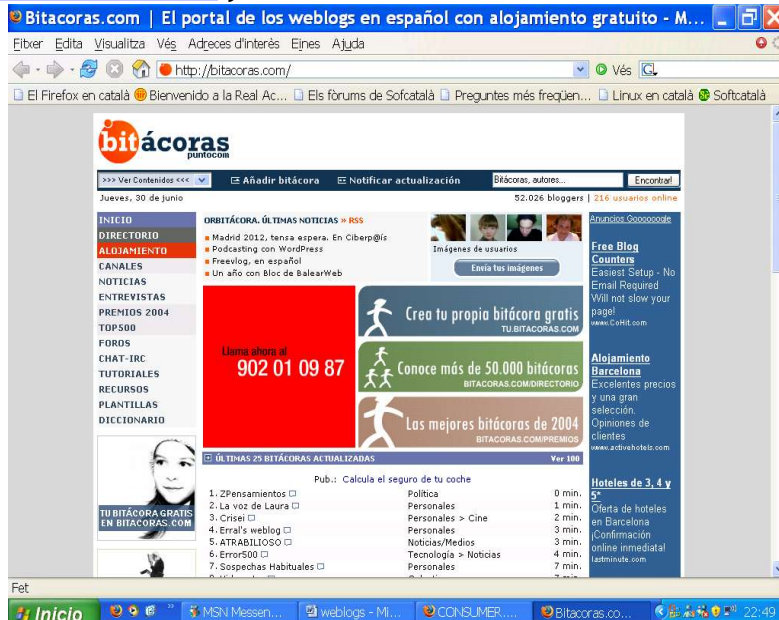 Bitacoras.com | El portal de los weblogs en español con alojamiento gratuito - M...
Fitxer Edita Visualitza Vés Adreces d'interès Eines Ajuda
http://bitacoras.com/ Vés
El Firefox en català Bienvenido a la Real Ac... Els fòrums de Sofcatalà Preguntes més freqüen... Linux en català Softcatalà
bitácoras
puntocom
>>> Ver Contenidos <<< Añadir bitácora Notificar actualización Bitácoras, autores... Encontrar!
Jueves, 30 de junio 52.026 bloggers | 216 usuarios online
INICIO
DIRECTORIO
ALOJAMIENTO
CANALES
NOTICIAS
ENTREVISTAS
PREMIOS 2004
TOP500
FOROS
CHAT-IRC
TUTORIALES
RECURSOS
PLANTILLAS
DICCIONARIO
TU BITÁCORA GRATIS
EN BITACORAS.COM
ORBITÁCORA. ÚLTIMAS NOTICIAS » RSS
Madrid 2012, tensa espera. En Ciberp@ís
Podcasting con WordPress
Freevlog, en español
Un año con Bloc de BalearWeb
Imágenes de usuarios
Envía tus imágenes
Llama ahora al
902 01 09 87
Crea tu propia bitácora gratis
TU.BITACORAS.COM
Conoce más de 50.000 bitácoras
BITACORAS.COM/DIRECTORIO
Las mejores bitácoras de 2004
BITACORAS.COM/PREMIOS
ÚLTIMAS 25 BITÁCORAS ACTUALIZADAS Ver 100
Pub.: Calcula el seguro de tu coche
1. ZPensamientos Política 0 min.
2. La voz de Laura Personales 1 min.
3. Crisei Personales > Cine 2 min.
4. Erral's weblog Personales 3 min.
5. ATRABILIOSO Noticias/Medios 3 min.
6. Error500 Tecnología > Noticias 4 min.
7. Sospechas Habituales Personales 7 min.
Anuncios Goooooogle
Free Blog
Counters
Easiest Setup - No
Email Required
Will not slow your
page!
www.CoHit.com
Alojamiento
Barcelona
Excelentes precios
y una gran
selección.
Opiniones de
clientes
www.activehotels.com
Hoteles de 3, 4 y
5*
Oferta de hoteles
en Barcelona
¡Confirmación
online inmediata!
lastminute.com
Fet
Inicio MSN Messen... weblogs - Mi... CONSUMER.... Bitacoras.co... 22:49